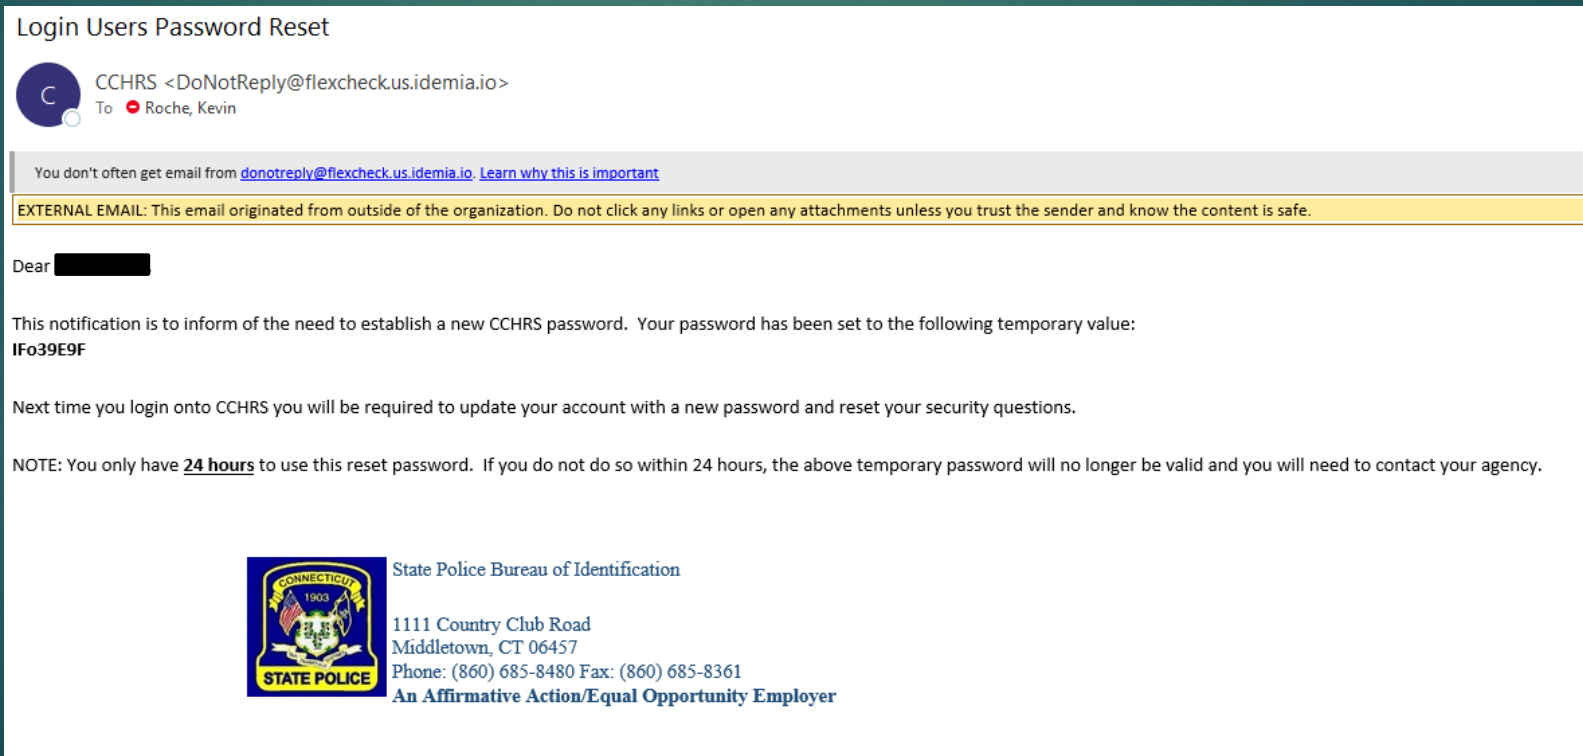 Login Users Password Reset
C
CCHRS <DoNotReply@flexcheck.us.idemia.io>
To Roche, Kevin
You don't often get email from donotreply@flexcheck.us.idemia.io. Learn why this is important
EXTERNAL EMAIL: This email originated from outside of the organization. Do not click any links or open any attachments unless you trust the sender and know the content is safe.
Dear
This notification is to inform of the need to establish a new CCHRS password.  Your password has been set to the following temporary value:
IFo39E9F
Next time you login onto CCHRS you will be required to update your account with a new password and reset your security questions.
NOTE: You only have 24 hours to use this reset password.  If you do not do so within 24 hours, the above temporary password will no longer be valid and you will need to contact your agency.
CONNECTICUT
1903
STATE POLICE
State Police Bureau of Identification
1111 Country Club Road
Middletown, CT 06457
Phone: (860) 685-8480 Fax: (860) 685-8361
An Affirmative Action/Equal Opportunity Employer